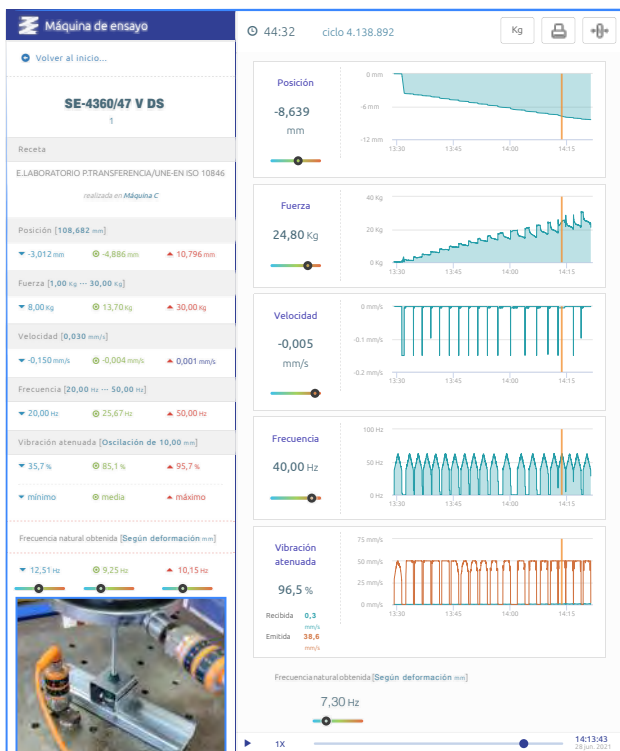 Máquina de ensayo
Volver al inicio...
SE-4360/47 V DS
1
Receta
E.LABORATORIO P.TRANSFERENCIA/UNE-EN ISO 10846
realizada en Máquina C
Posición [108,682 mm]
-3,012 mm -4,886 mm 10,796 mm
Fuerza [1,00 Kg --- 30,00 Kg]
8,00 Kg 13,70 Kg 30,00 Kg
Velocidad [0,030 mm/s]
-0,150 mm/s -0,004 mm/s 0,001 mm/s
Frecuencia [20,00 Hz --- 50,00 Hz]
20,00 Hz 25,67 Hz 50,00 Hz
Vibración atenuada [Oscilación de 10,00 mm]
35,7 % 85,1 % 95,7 %
mínimo media máximo
Frecuencia natural obtenida [Según deformación mm]
12,51 Hz 9,25 Hz 10,15 Hz
44:32 ciclo 4.138.892 Kg
Posición
-8,639
mm
0 mm
-6 mm
-12 mm
13:30 13:45 14:00 14:15
Fuerza
24,80 Kg
40 Kg
20 Kg
0 Kg
13:30 13:45 14:00 14:15
Velocidad
-0,005
mm/s
0 mm/s
-0.1 mm/s
-0.2 mm/s
13:30 13:45 14:00 14:15
Frecuencia
40,00 Hz
100 Hz
50 Hz
0 Hz
13:30 13:45 14:00 14:15
Vibración
atenuada
96,5 %
Recibida 0,3
mm/s
Emitida 38,6
mm/s
75 mm/s
50 mm/s
25 mm/s
0 mm/s
13:30 13:45 14:00 14:15
Frecuencia natural obtenida [Según deformación mm]
7,30 Hz
1X
14:13:43
28 jun. 2021